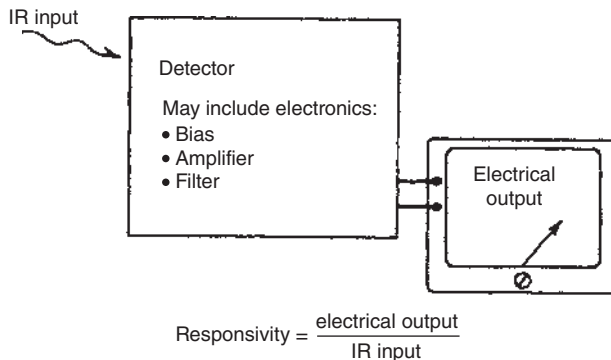 IR input
Detector
May include electronics:
• Bias
• Amplifier
• Filter
Electrical
output
Responsivity = electrical output
IR input